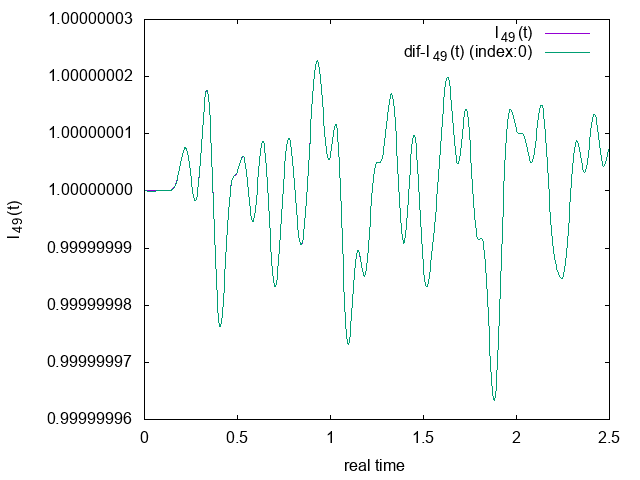 1.00000003
I49(t)
dif-I49(t) (index:0)
1.00000002
1.00000001
1.00000000
0.99999999
0.99999998
0.99999997
0.99999996
I49(t)
0 0.5 1 1.5 2 2.5
real time